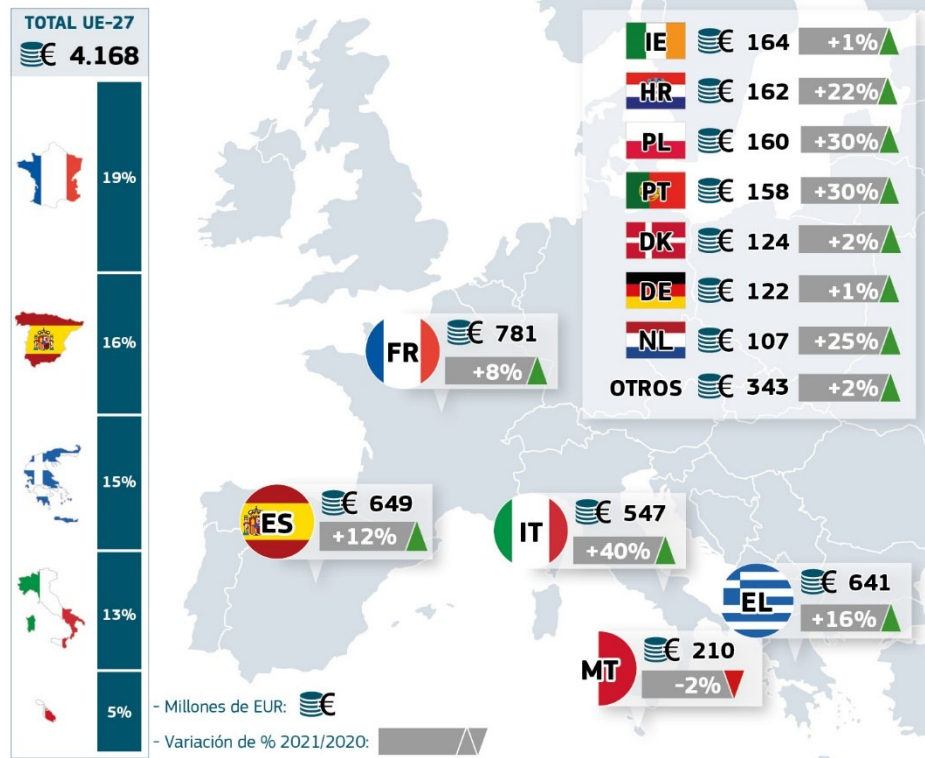 TOTAL UE-27
€ 4.168
19%
16%
15%
13%
5%
IE € 164 +1%
HR € 162 +22%
PL € 160 +30%
PT € 158 +30%
DK € 124 +2%
DE € 122 +1%
NL € 107 +25%
OTROS € 343 +2%
FR € 781
+8%
ES € 649
+12%
IT € 547
+40%
EL € 641
+16%
MT € 210
-2%
- Millones de EUR: €
- Variación de % 2021/2020: